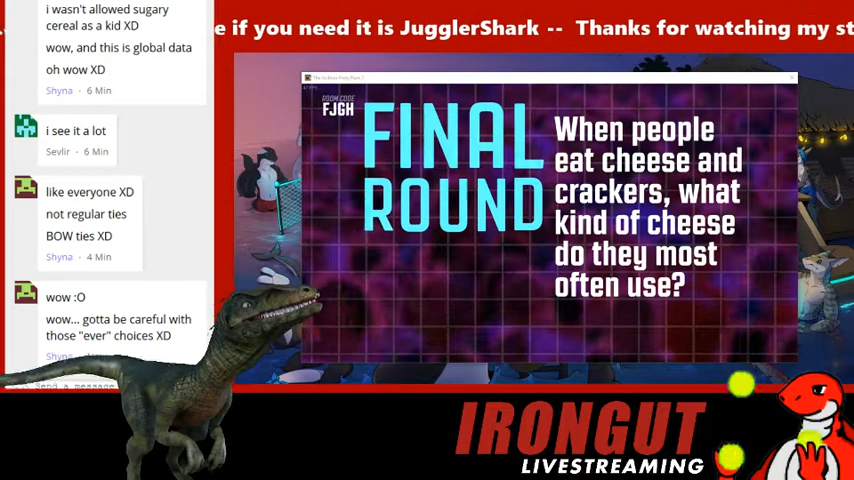 i wasn't allowed sugary
cereal as a kid XD
wow, and this is global data
oh wow XD
Shyna · 6 Min
i see it a lot
Sevlir · 6 Min
like everyone XD
not regular ties
BOW ties XD
Shyna · 4 Min
wow :O
wow... gotta be careful with
those "ever" choices XD
Shyna
Send a message
e if you need it is JugglerShark -- Thanks for watching my st
ROOM CODE
FJGH
FINAL
ROUND
When people
eat cheese and
crackers, what
kind of cheese
do they most
often use?
IRONGUT
LIVESTREAMING